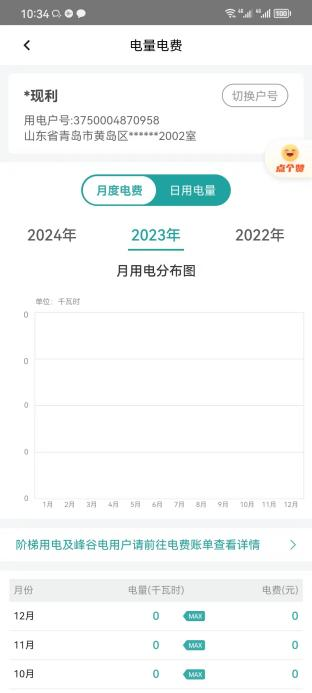 10:34
100
电量电费
*现利
切换户号
用电户号:3750004870958
山东省青岛市黄岛区******2002室
点个赞
月度电费
日用电量
2024年
2023年
2022年
月用电分布图
单位：千瓦时
0
0
0
0
0
1月 2月 3月 4月 5月 6月 7月 8月 9月 10月 11月 12月
阶梯用电及峰谷电用户请前往电费账单查看详情
月份 电量(千瓦时) 电费(元)
12月 0 MAX 0
11月 0 MAX 0
10月 0 MAX 0